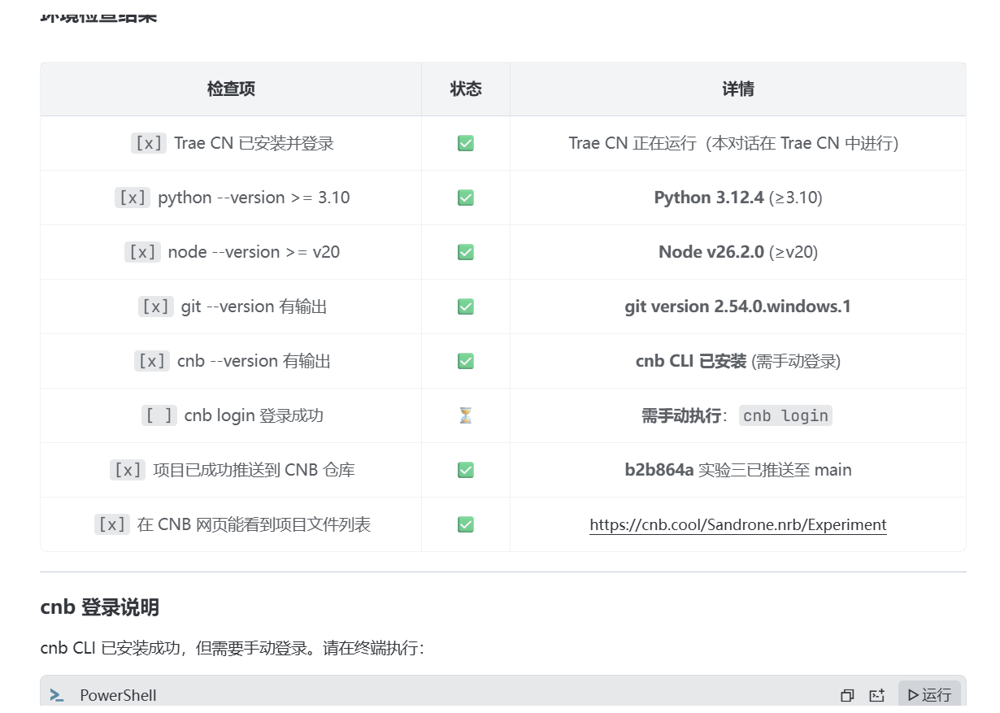 环境检查结果
检查项 状态 详情
[x] Trae CN 已安装并登录 ✅ Trae CN 正在运行（本对话在 Trae CN 中进行）
[x] python --version >= 3.10 ✅ Python 3.12.4 (≥3.10)
[x] node --version >= v20 ✅ Node v26.2.0 (≥v20)
[x] git --version 有输出 ✅ git version 2.54.0.windows.1
[x] cnb --version 有输出 ✅ cnb CLI 已安装 (需手动登录)
[ ] cnb login 登录成功 ⏳ 需手动执行： cnb login
[x] 项目已成功推送到 CNB 仓库 ✅ b2b864a 实验三已推送至 main
[x] 在 CNB 网页能看到项目文件列表 ✅ https://cnb.cool/Sandrone.nrb/Experiment
cnb 登录说明
cnb CLI 已安装成功，但需要手动登录。请在终端执行：
PowerShell 运行